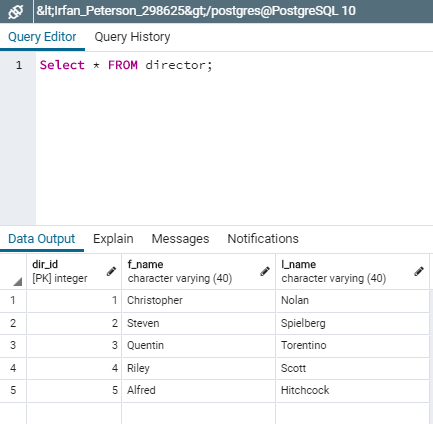 &lt;Irfan_Peterson_298625&gt;/postgres@PostgreSQL 10
Query Editor Query History
1 Select * FROM director;
Data Output Explain Messages Notifications
dir_id f_name l_name
[PK] integer character varying (40) character varying (40)
1 1 Christopher Nolan
2 2 Steven Spielberg
3 3 Quentin Torentino
4 4 Riley Scott
5 5 Alfred Hitchcock